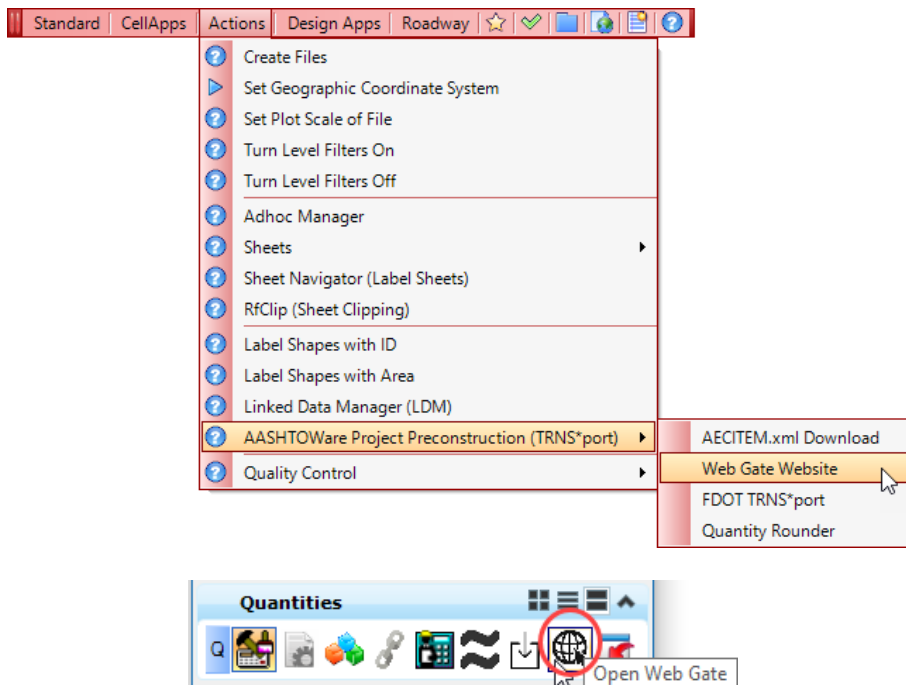 Standard CellApps Actions Design Apps Roadway
Create Files
Set Geographic Coordinate System
Set Plot Scale of File
Turn Level Filters On
Turn Level Filters Off
Adhoc Manager
Sheets
Sheet Navigator (Label Sheets)
RfClip (Sheet Clipping)
Label Shapes with ID
Label Shapes with Area
Linked Data Manager (LDM)
AASHTOWare Project Preconstruction (TRNS*port)
Quality Control
AECITEM.xml Download
Web Gate Website
FDOT TRNS*port
Quantity Rounder
Quantities
Q
Open Web Gate